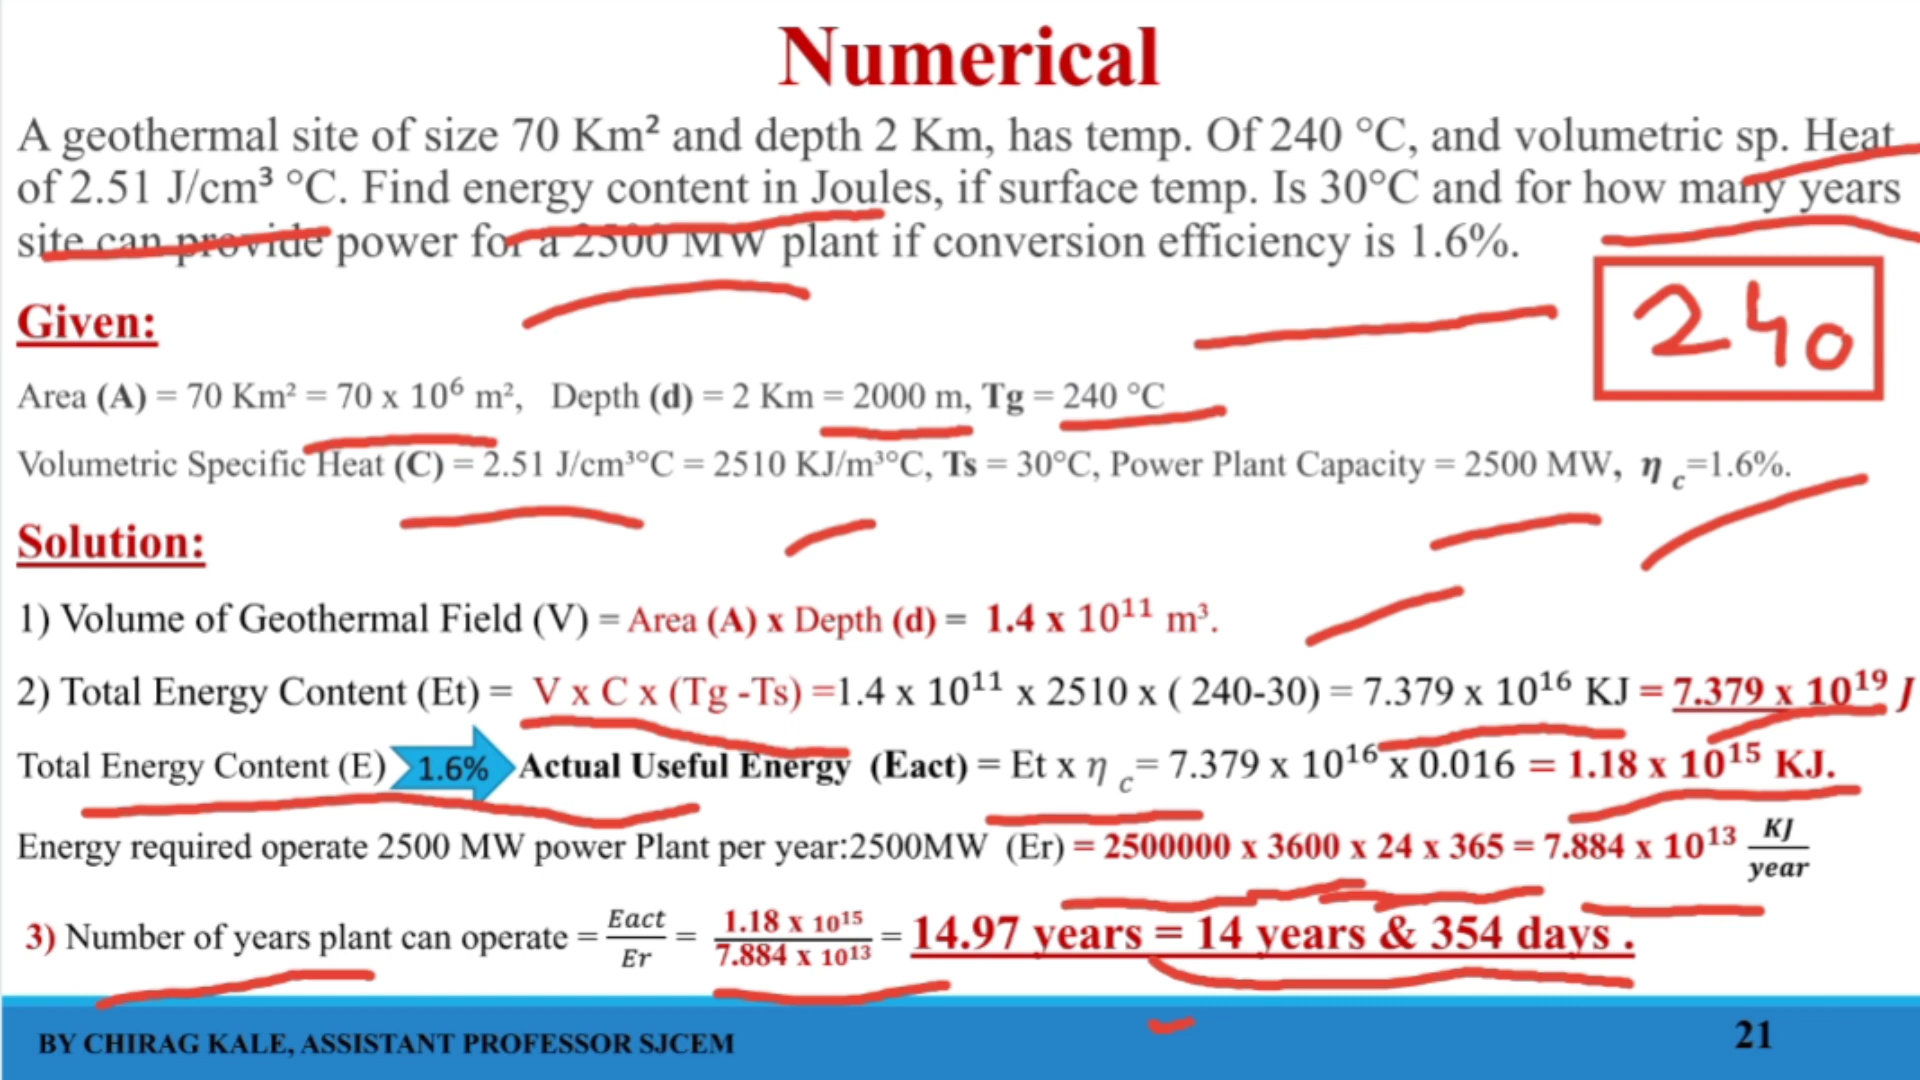 Numerical
A geothermal site of size 70 Km² and depth 2 Km, has temp. Of 240 °C, and volumetric sp. Heat
of 2.51 J/cm³ °C. Find energy content in Joules, if surface temp. Is 30°C and for how many years
site can provide power for a 2500 MW plant if conversion efficiency is 1.6%.
240
Given:
Area (A) = 70 Km² = 70 x 10⁶ m², Depth (d) = 2 Km = 2000 m, Tg = 240 °C
Volumetric Specific Heat (C) = 2.51 J/cm³°C = 2510 KJ/m³°C, Ts = 30°C, Power Plant Capacity = 2500 MW, η c=1.6%.
Solution:
1) Volume of Geothermal Field (V) = Area (A) x Depth (d) = 1.4 x 10¹¹ m³.
2) Total Energy Content (Et) = V x C x (Tg -Ts) =1.4 x 10¹¹ x 2510 x ( 240-30) = 7.379 x 10¹⁶ KJ = 7.379 x 10¹⁹ J
Total Energy Content (E) 1.6% Actual Useful Energy (Eact) = Et x η c= 7.379 x 10¹⁶ x 0.016 = 1.18 x 10¹⁵ KJ.
Energy required operate 2500 MW power Plant per year:2500MW (Er) = 2500000 x 3600 x 24 x 365 = 7.884 x 10¹³ KJ/year
3) Number of years plant can operate = Eact/Er = 1.18 x 10¹⁵/7.884 x 10¹³ = 14.97 years = 14 years & 354 days .
BY CHIRAG KALE, ASSISTANT PROFESSOR SJCEM
21